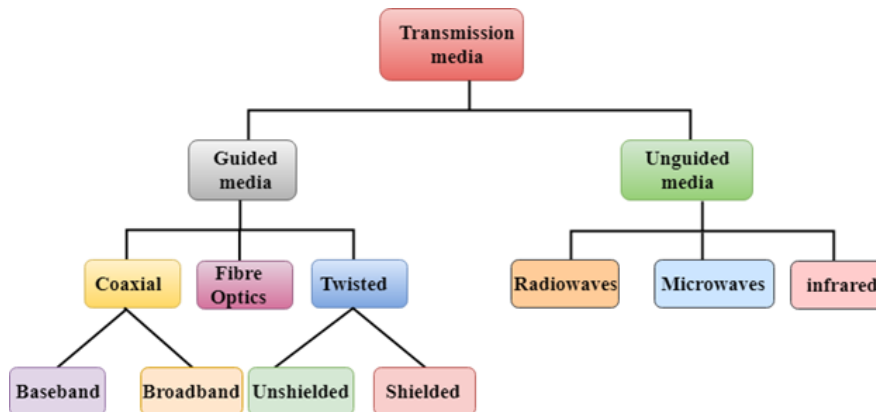 Transmission
media
Guided
media
Unguided
media
Coaxial
Fibre
Optics
Twisted
Radiowaves
Microwaves
infrared
Baseband
Broadband
Unshielded
Shielded